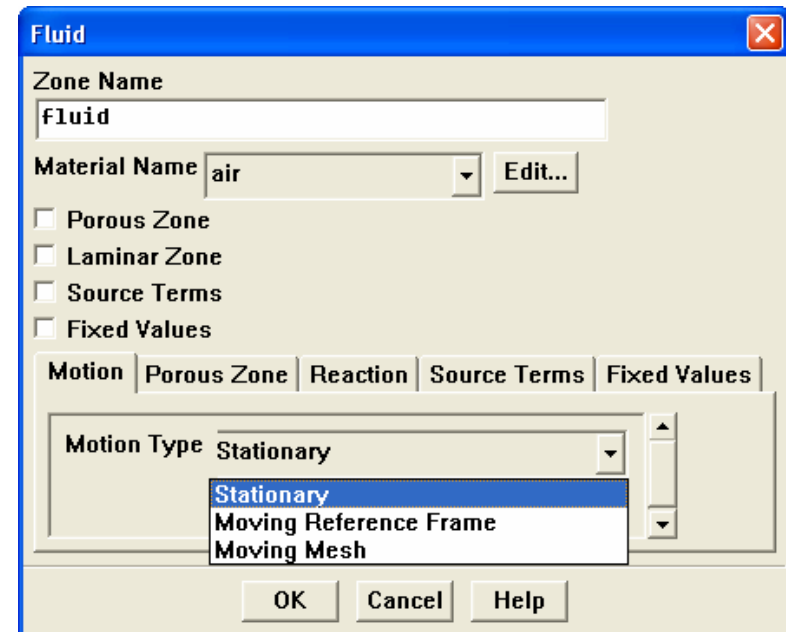 Fluid
Zone Name
fluid
Material Name air Edit...
Porous Zone
Laminar Zone
Source Terms
Fixed Values
Motion Porous Zone Reaction Source Terms Fixed Values
Motion Type Stationary
Stationary
Moving Reference Frame
Moving Mesh
OK Cancel Help